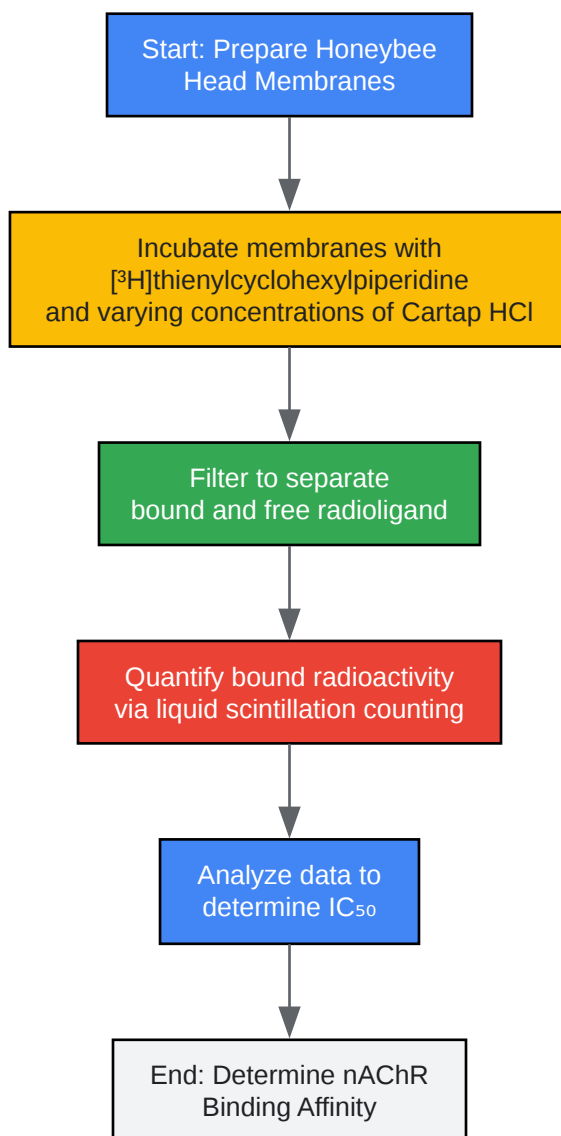 Start: Prepare Honeybee
Head Membranes
Incubate membranes with
[³H]thienylcyclohexylpiperidine
and varying concentrations of Cartap HCl
Filter to separate
bound and free radioligand
Quantify bound radioactivity
via liquid scintillation counting
Analyze data to
determine IC₅₀
End: Determine nAChR
Binding Affinity